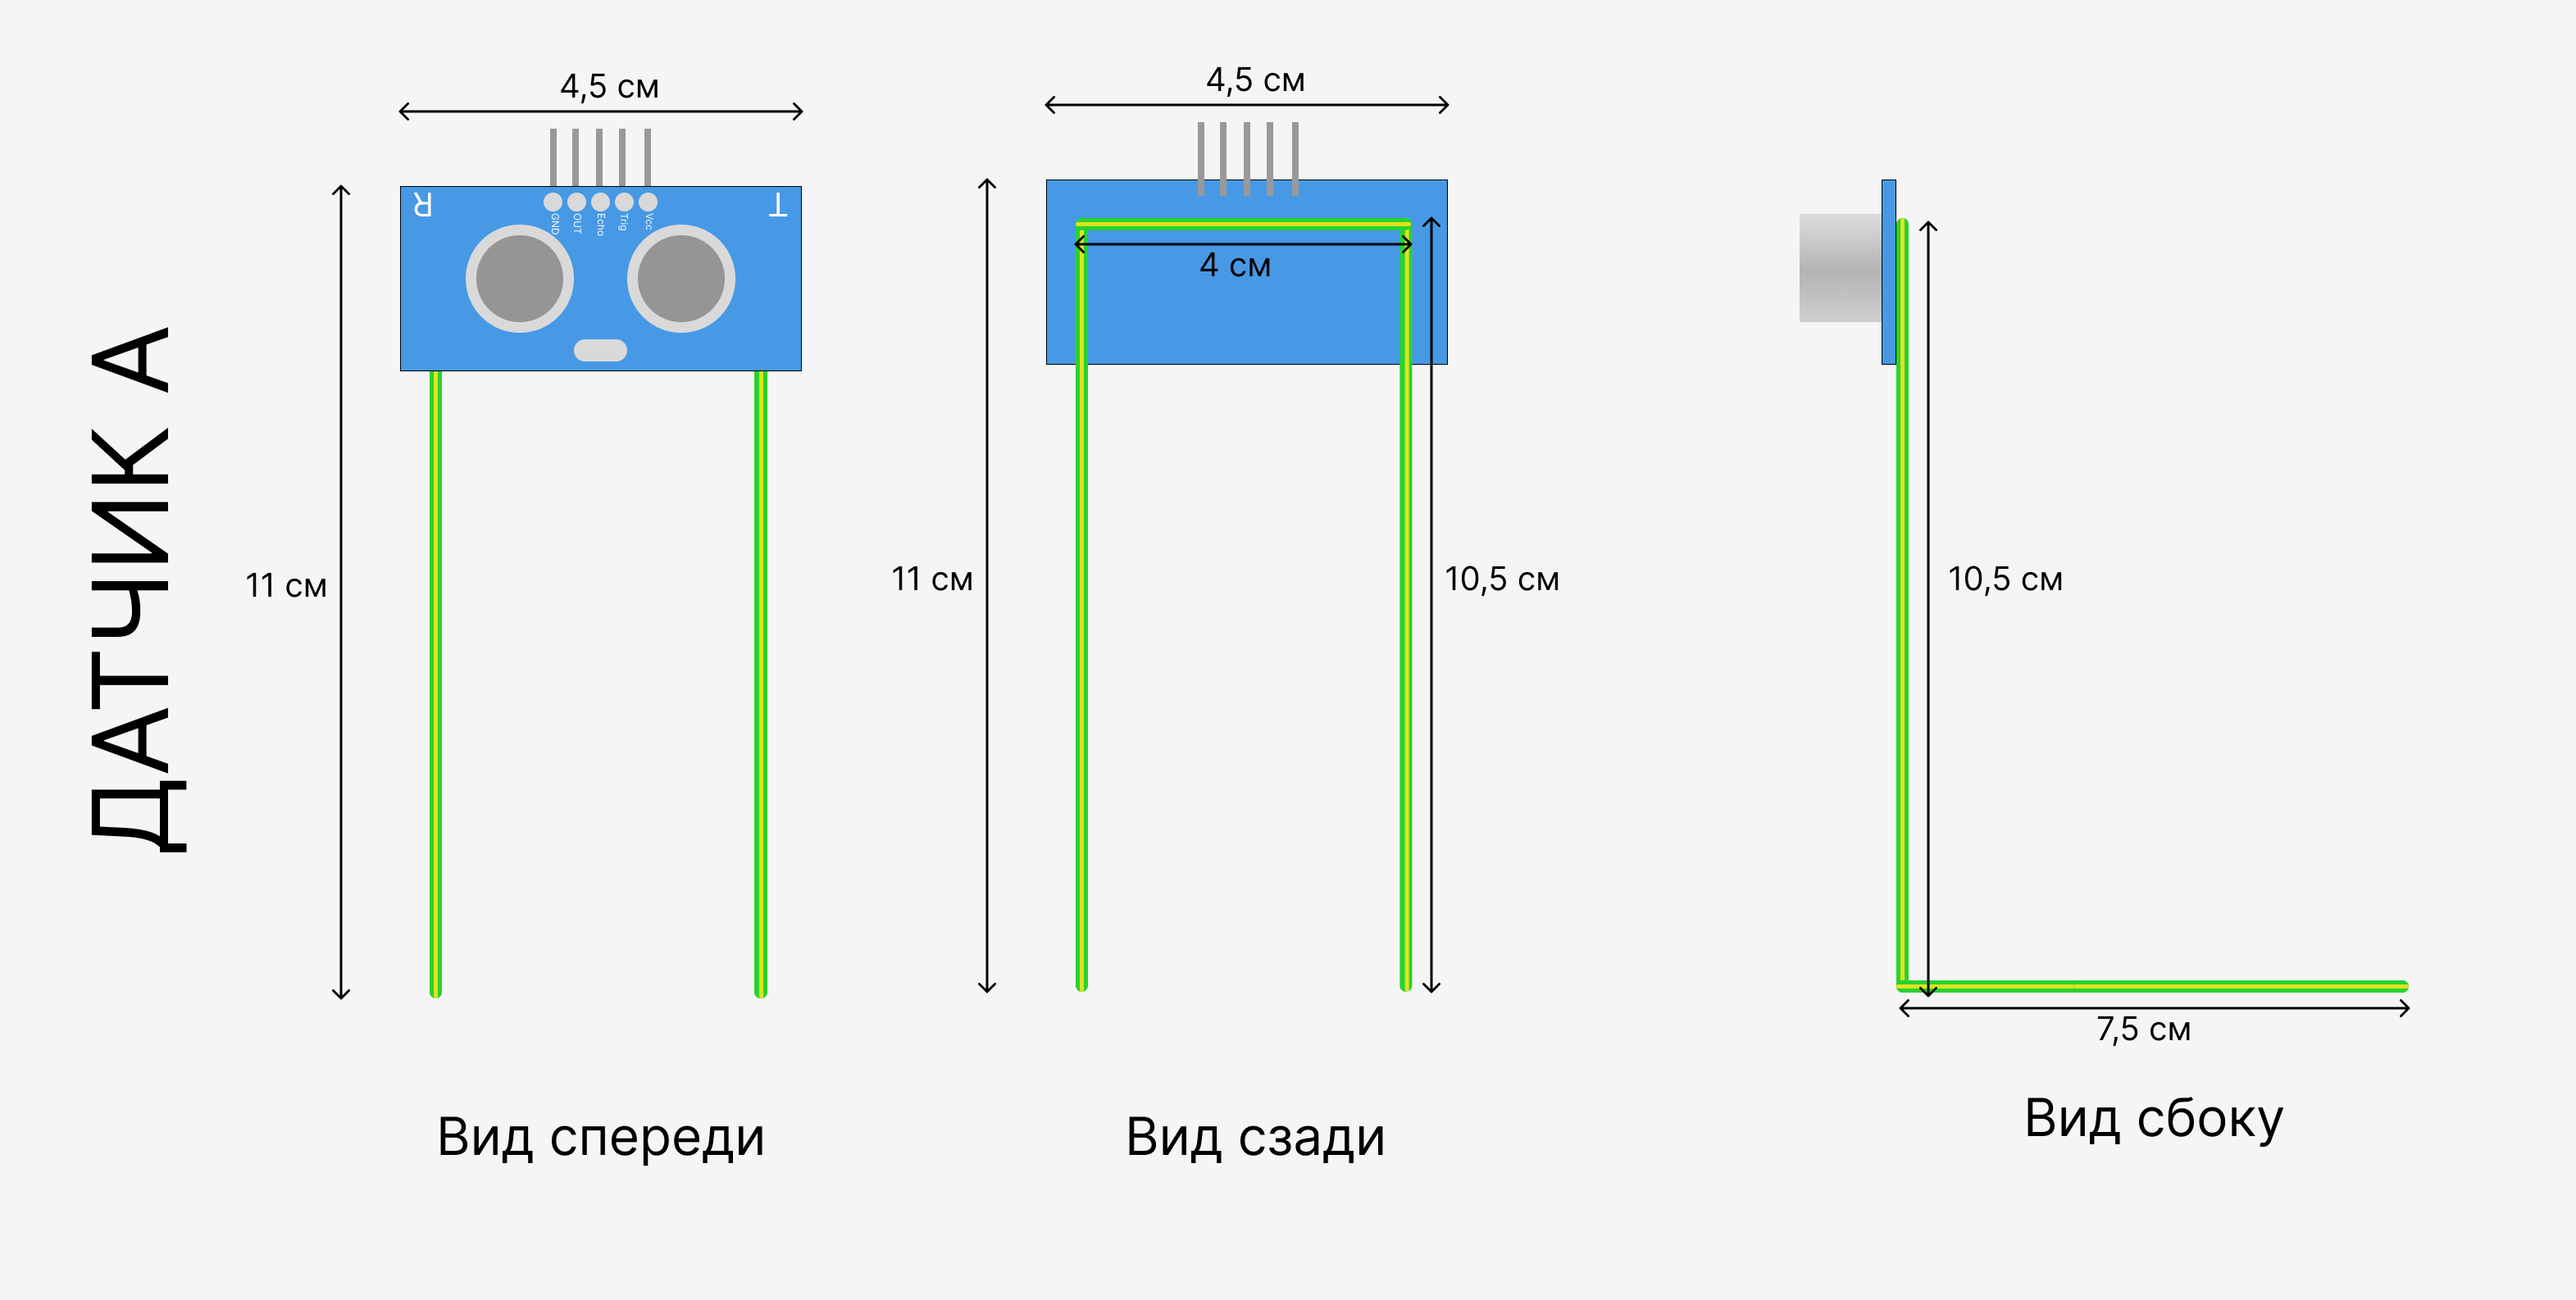 ДАТЧИК А
4,5 см
R
T
GND
OUT
Echo
Trig
Vcc
11 см
Вид спереди
4,5 см
4 см
11 см
10,5 см
Вид сзади
10,5 см
7,5 см
Вид сбоку